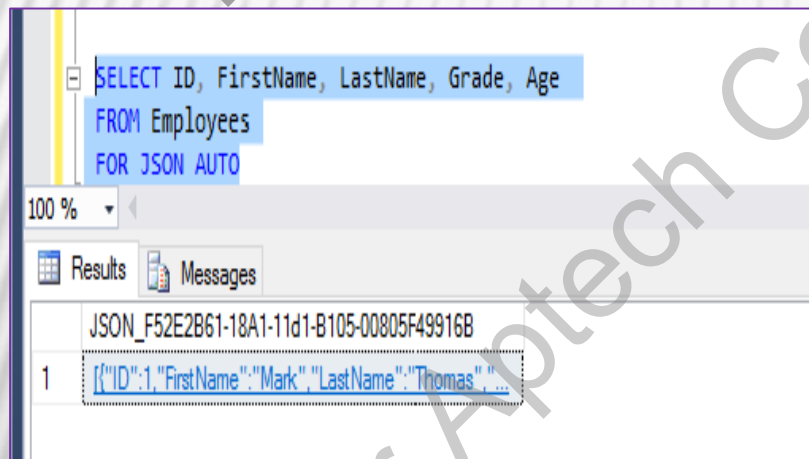 SELECT ID, FirstName, LastName, Grade, Age
FROM Employees
FOR JSON AUTO
100 %
Results Messages
JSON_F52E2B61-18A1-11d1-B105-00805F49916B
1 [{"ID":1,"FirstName":"Mark","LastName":"Thomas","...
Aptech